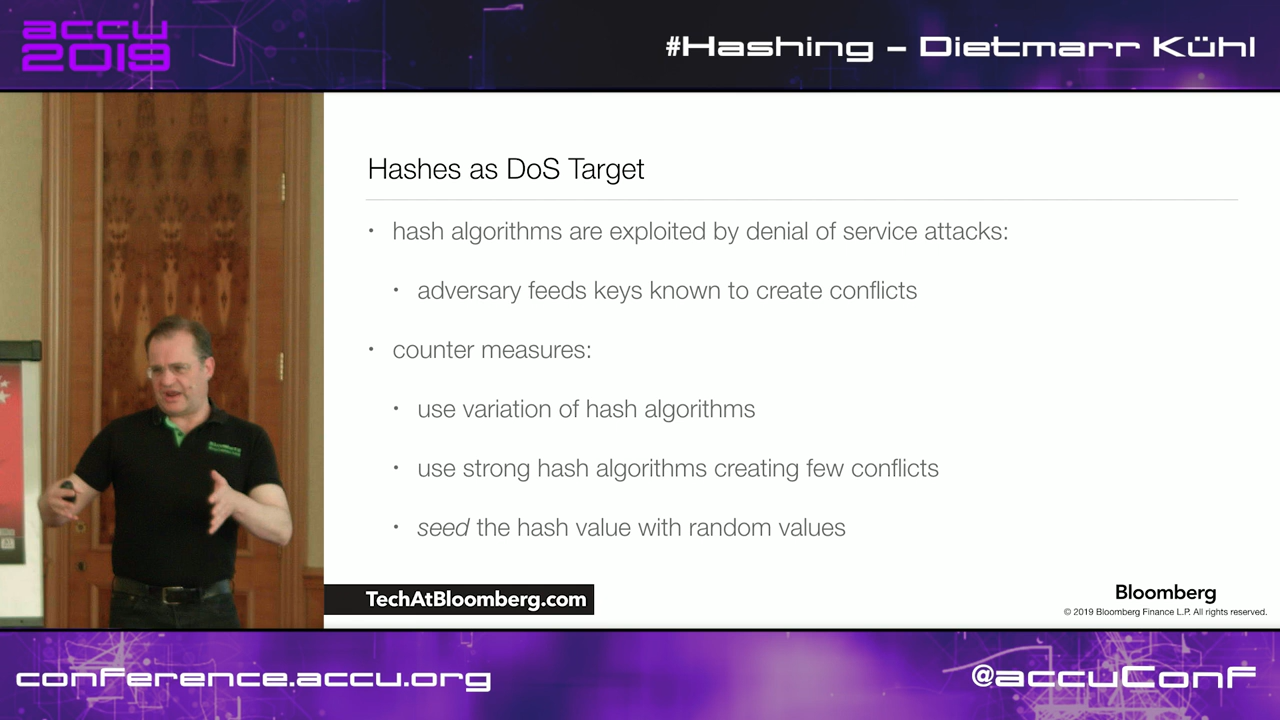 accu
2019
#Hashing – Dietmarr Kühl
Hashes as DoS Target
• hash algorithms are exploited by denial of service attacks:
• adversary feeds keys known to create conflicts
• counter measures:
• use variation of hash algorithms
• use strong hash algorithms creating few conflicts
• seed the hash value with random values
TechAtBloomberg.com
Bloomberg
© 2019 Bloomberg Finance L.P. All rights reserved.
conference.accu.org
@accuConf